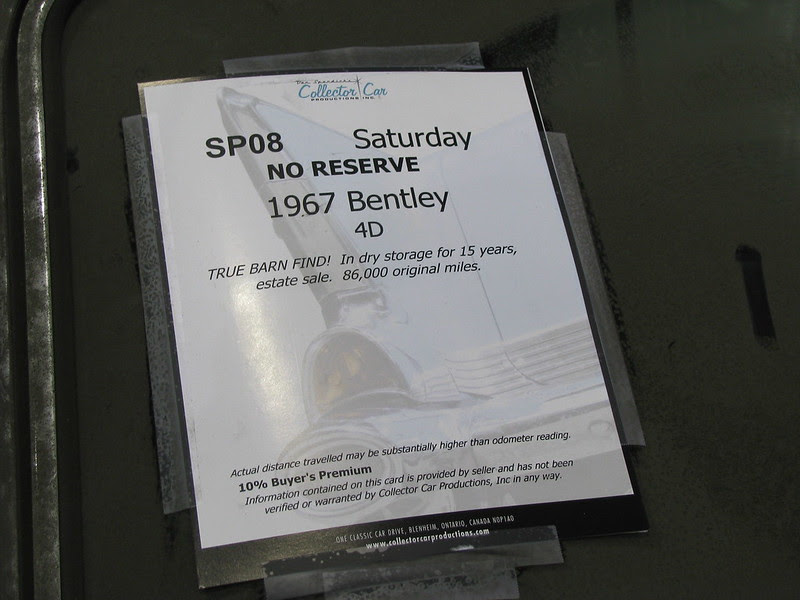 Collector Car
PRODUCTIONS INC.
SP08 Saturday
NO RESERVE
1967 Bentley
4D
TRUE BARN FIND! In dry storage for 15 years,
estate sale. 86,000 original miles.
Actual distance travelled may be substantially higher than odometer reading.
10% Buyer's Premium
Information contained on this card is provided by seller and has not been
verified or warranted by Collector Car Productions, Inc in any way.
ONE CLASSIC CAR DRIVE, BLENHEIM, ONTARIO, CANADA N0P1A0
www.collectorcarproductions.com